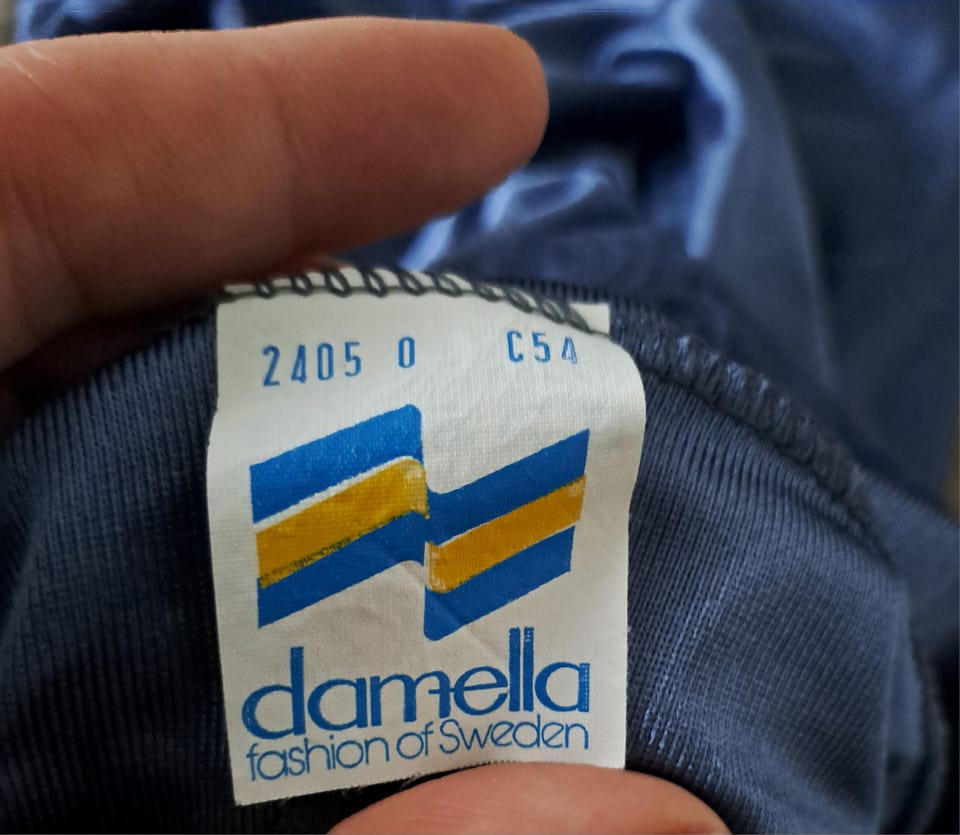 2405 0 C54
damella
fashion of Sweden